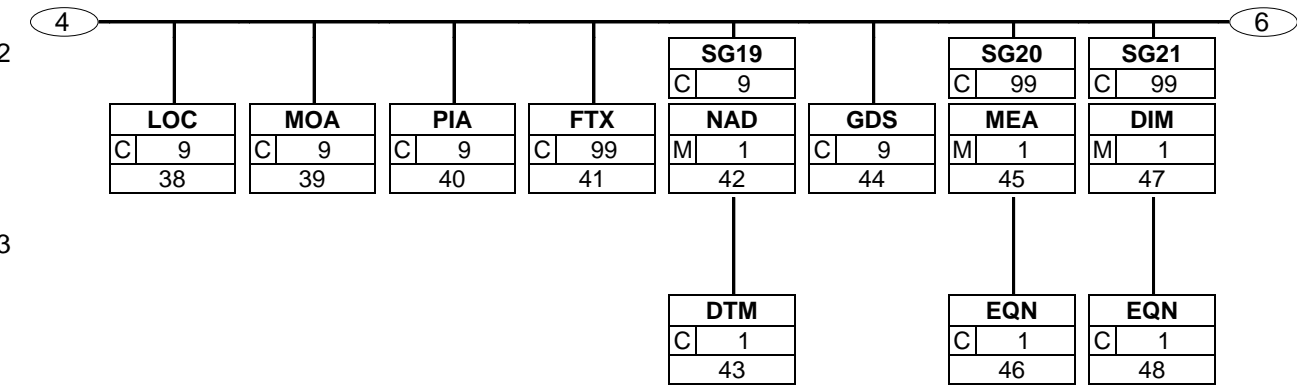 4 6
2
SG19 SG20 SG21
C 9 C 99 C 99
LOC MOA PIA FTX NAD GDS MEA DIM
C 9 C 9 C 9 C 99 M 1 C 9 M 1 M 1
38 39 40 41 42 44 45 47
3
DTM EQN EQN
C 1 C 1 C 1
43 46 48